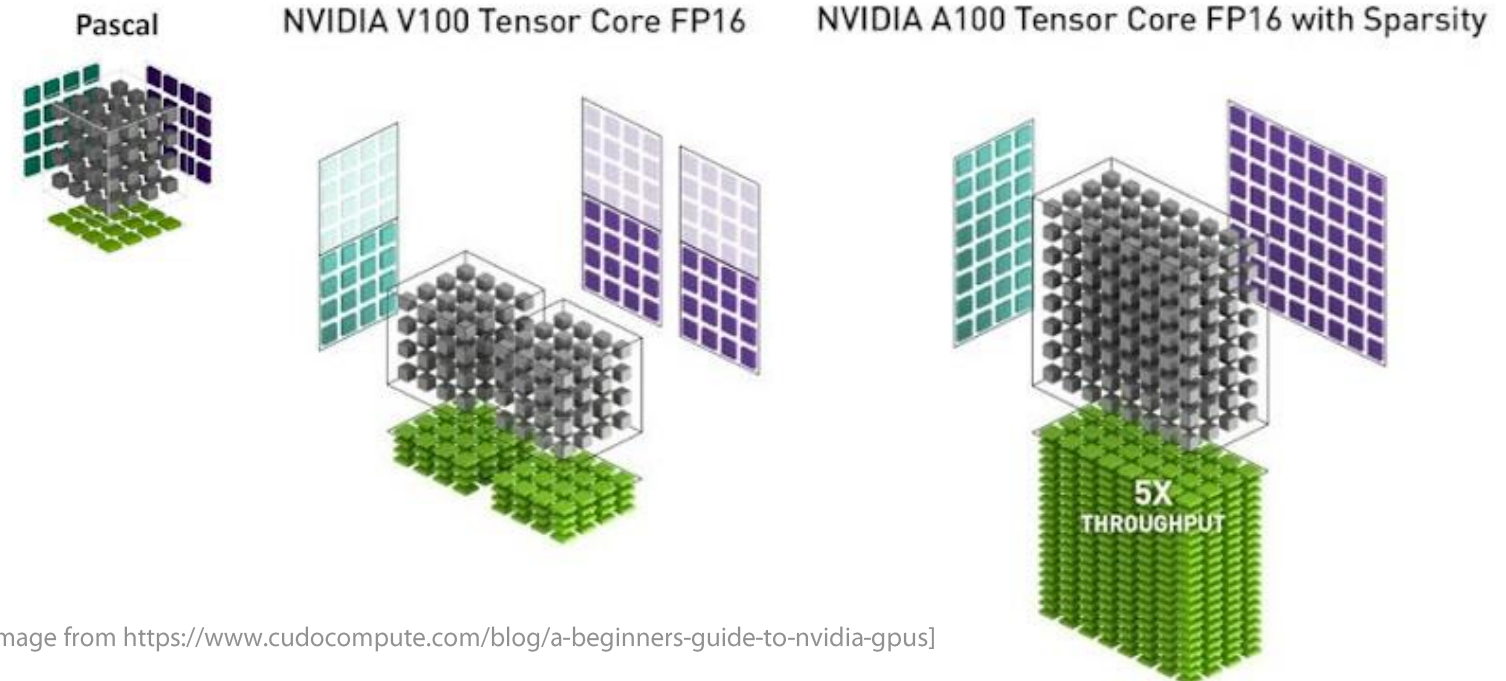 Pascal
NVIDIA V100 Tensor Core FP16
NVIDIA A100 Tensor Core FP16 with Sparsity
5X
THROUGHPUT
mage from https://www.cudocompute.com/blog/a-beginners-guide-to-nvidia-gpus]